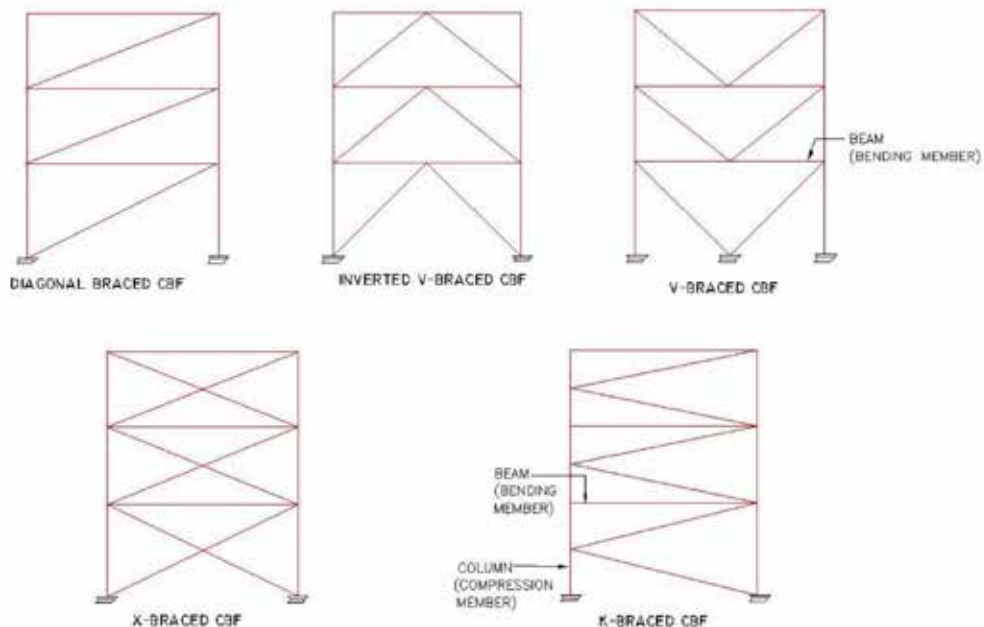 BEAM
(BENDING MEMBER)
DIAGONAL BRACED CBF
INVERTED V-BRACED CBF
V-BRACED CBF
BEAM
(BENDING
MEMBER)
COLUMN
(COMPRESSION
MEMBER)
X-BRACED CBF
K-BRACED CBF